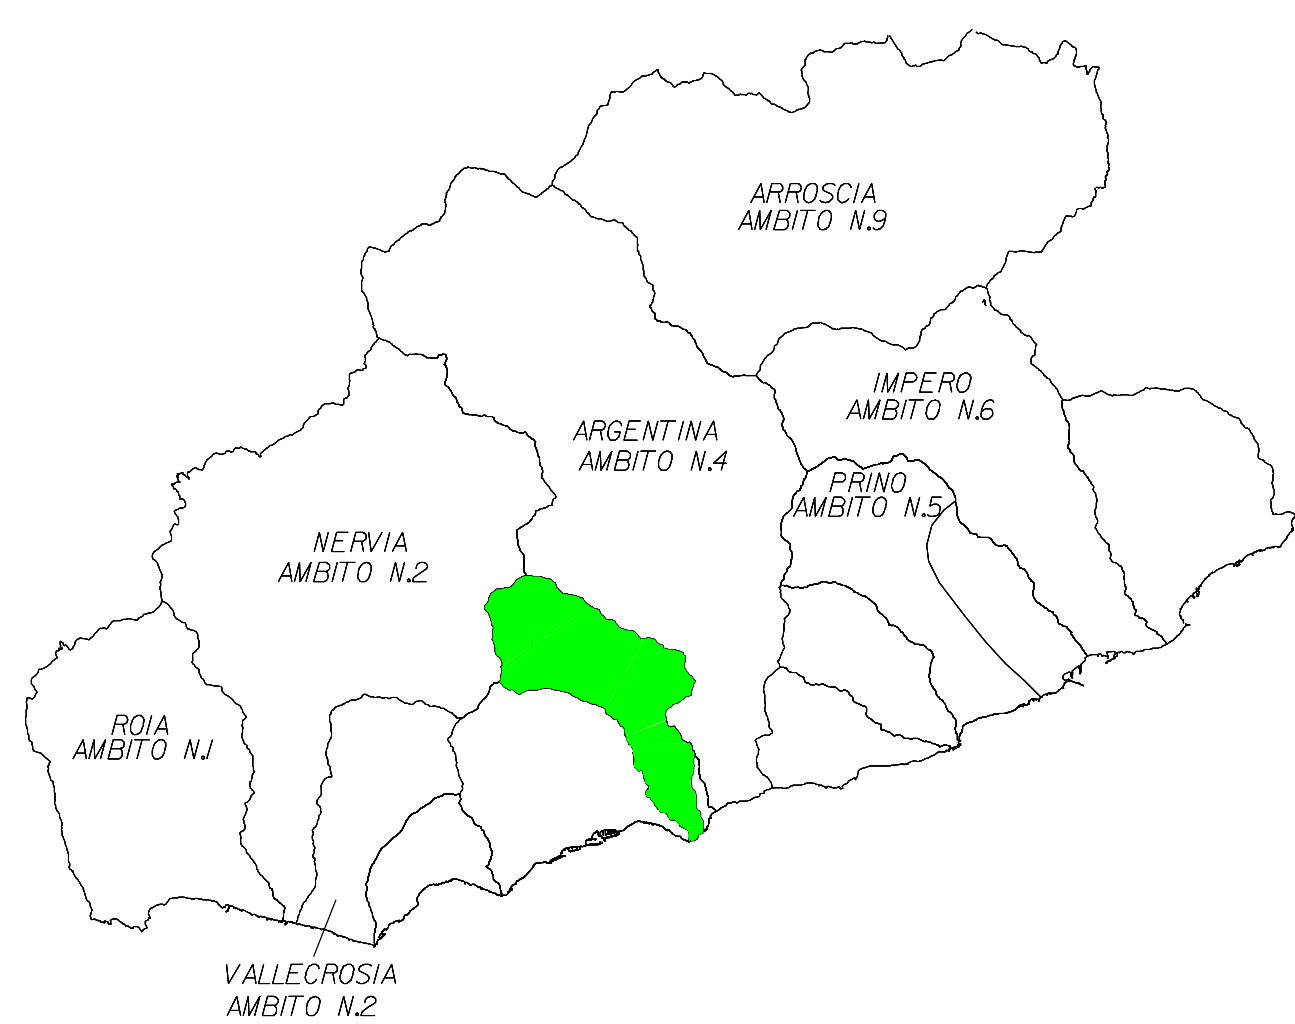 ARROSCIA
AMBITO N.9
IMPERO
AMBITO N.6
ARGENTINA
AMBITO N.4
PRINO
AMBITO N.5
NERVIA
AMBITO N.2
ROIA
AMBITO N.1
VALLECROSIA
AMBITO N.2